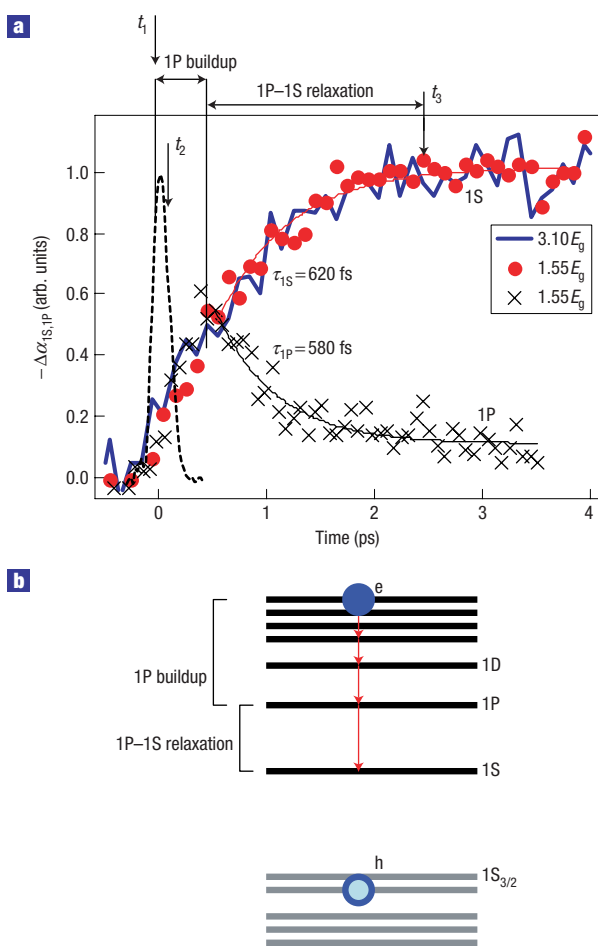 a
t1
1P buildup
1P–1S relaxation
t3
t2
1.0
0.8
0.6
0.4
0.2
0.0
−Δα1S,1P (arb. units)
1S
3.10Eg
1.55Eg
1.55Eg
τ1S=620 fs
τ1P=580 fs
1P
0
1
2
3
4
Time (ps)
b
e
1P buildup
1D
1P
1P–1S relaxation
1S
h
1S3/2